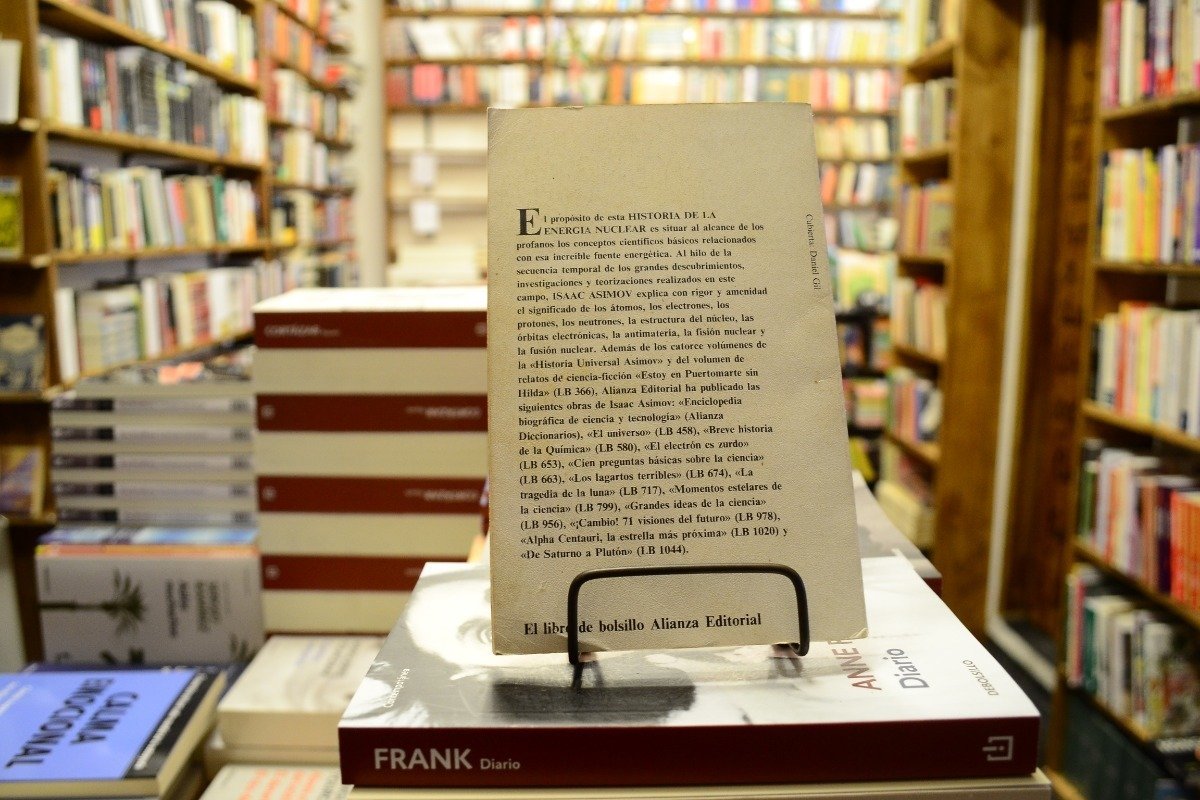 El propósito de esta HISTORIA DE LA
ENERGIA NUCLEAR es situar al alcance de los
profanos los conceptos científicos básicos relacionados
con esa increíble fuente energética. Al hilo de la
secuencia temporal de los grandes descubrimientos,
investigaciones y teorizaciones realizados en este
campo, ISAAC ASIMOV explica con rigor y amenidad
el significado de los átomos, los electrones, los
protones, los neutrones, la estructura del núcleo, las
órbitas electrónicas, la antimateria, la fisión nuclear y
la fusión nuclear. Además de los catorce volúmenes de
la «Historia Universal Asimov» y del volumen de
relatos de ciencia-ficción «Estoy en Puertomarte sin
Hilda» (LB 366), Alianza Editorial ha publicado las
siguientes obras de Isaac Asimov: «Enciclopedia
biográfica de ciencia y tecnología» (Alianza
Diccionarios), «El universo» (LB 458), «Breve historia
de la Química» (LB 580), «El electrón es zurdo»
(LB 653), «Cien preguntas básicas sobre la ciencia»
(LB 663), «Los lagartos terribles» (LB 674), «La
tragedia de la luna» (LB 717), «Momentos estelares de
la ciencia» (LB 799), «Grandes ideas de la ciencia»
(LB 956), «¡Cambio! 71 visiones del futuro» (LB 978),
«Alpha Centauri, la estrella más próxima» (LB 1020) y
«De Saturno a Plutón» (LB 1044).
El libro de bolsillo Alianza Editorial
Cubierta: Daniel Gil
ANNE
Diario
DEBOLSILLO
Contemporánea
FRANK Diario
CALMA
EMOCIONAL